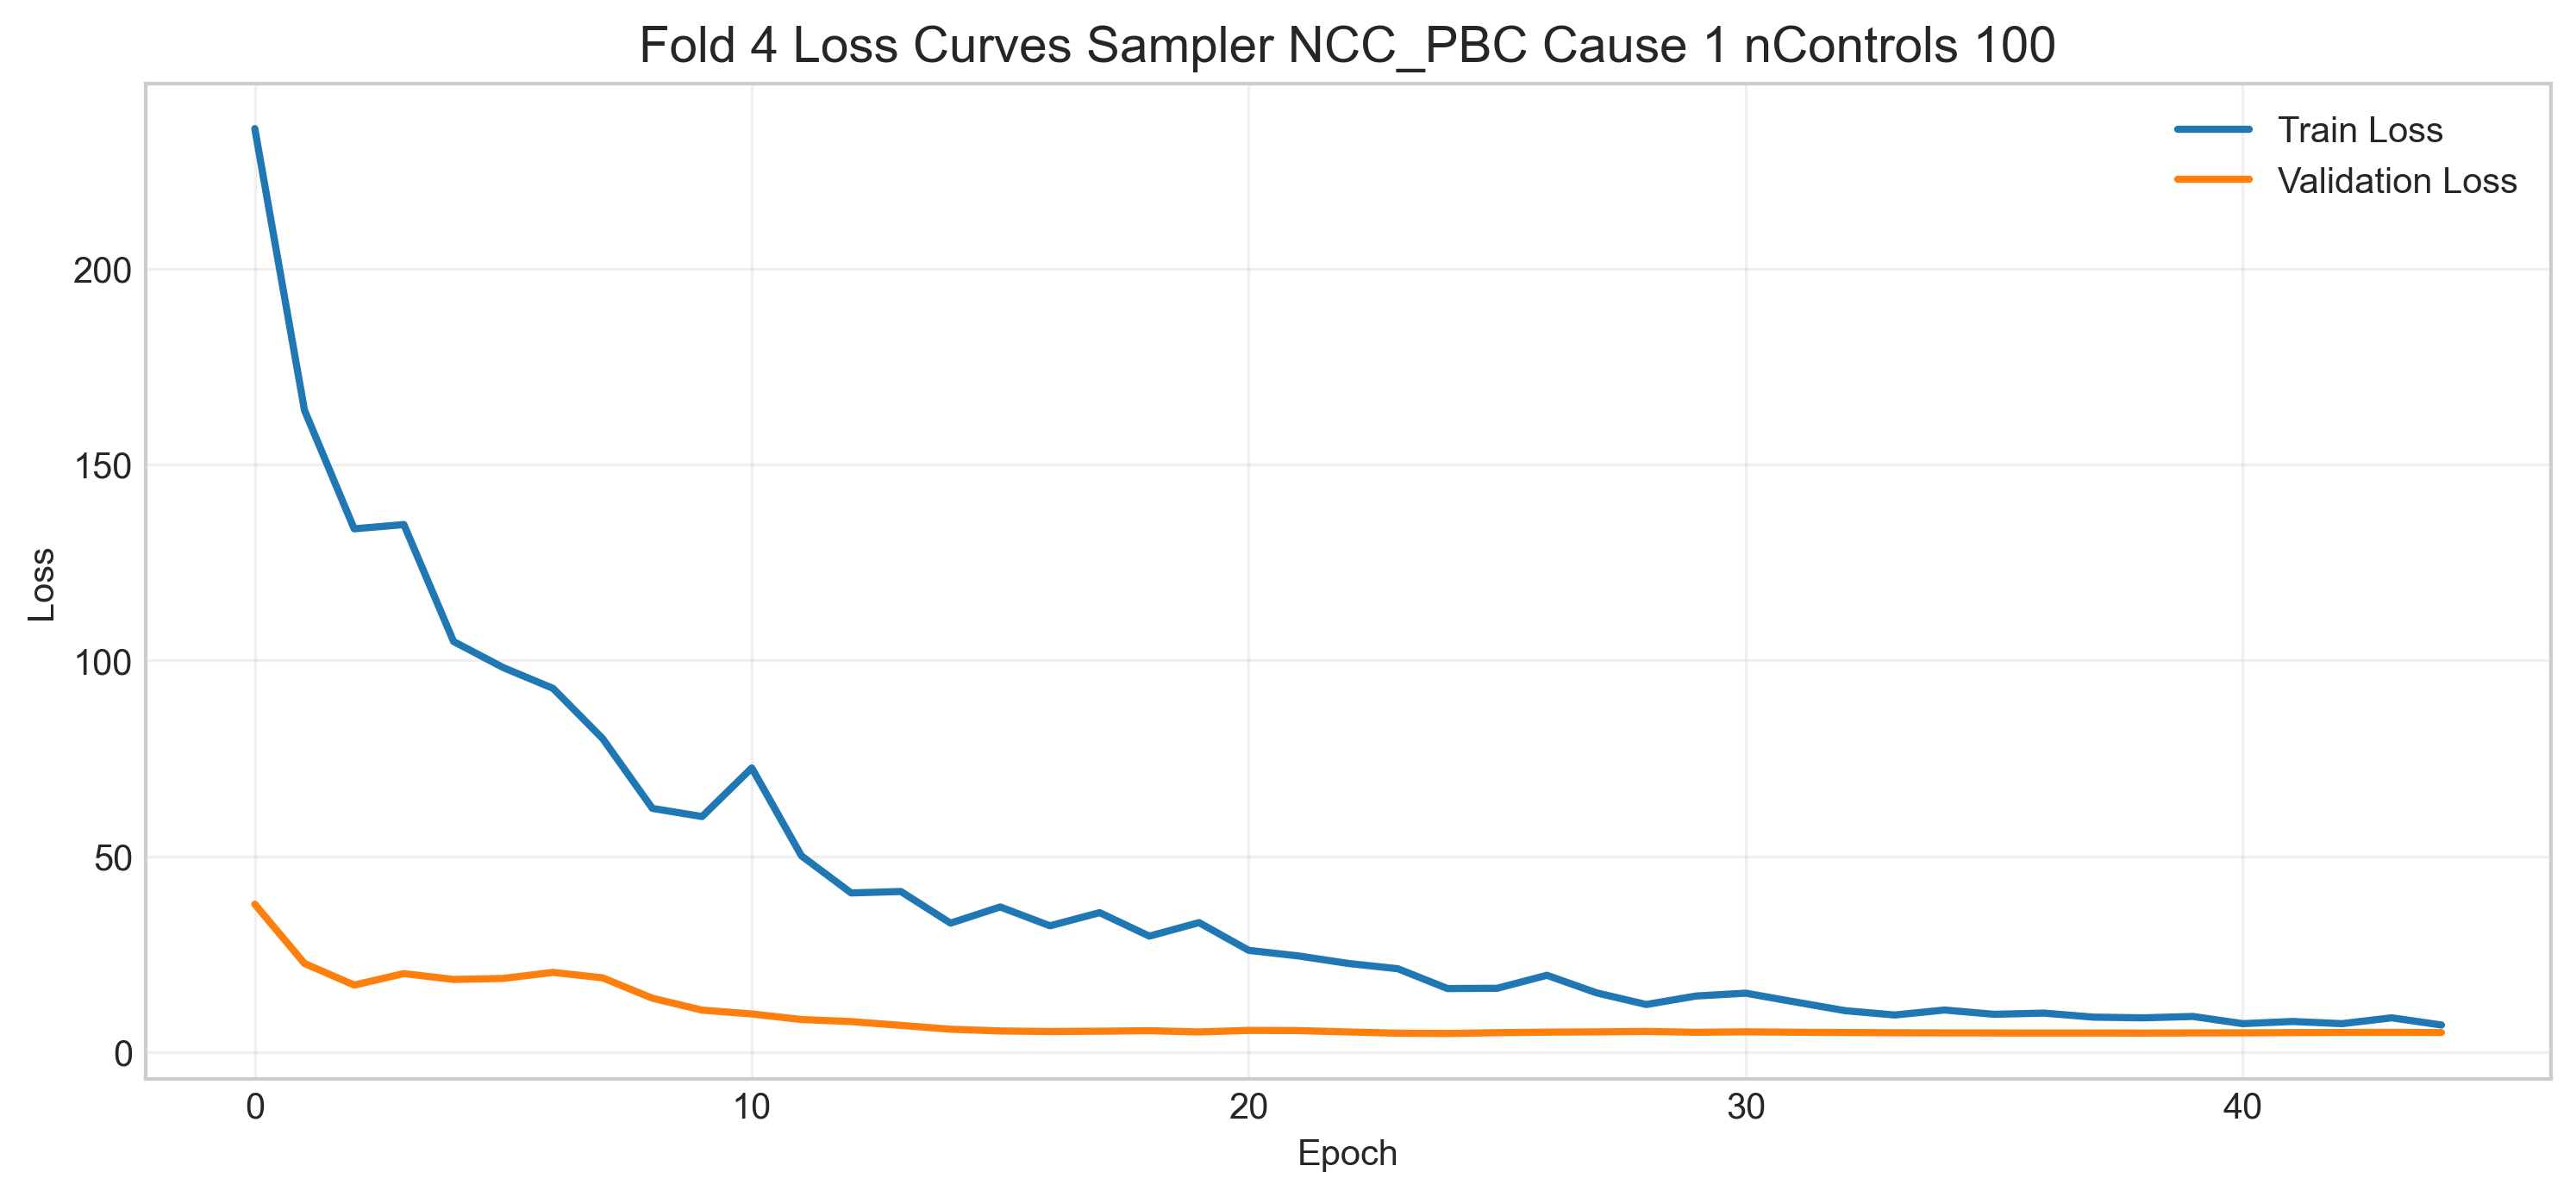 Fold 4 Loss Curves Sampler NCC_PBC Cause 1 nControls 100
Train Loss
Validation Loss
Loss
200
150
100
50
0
0 10 20 30 40
Epoch